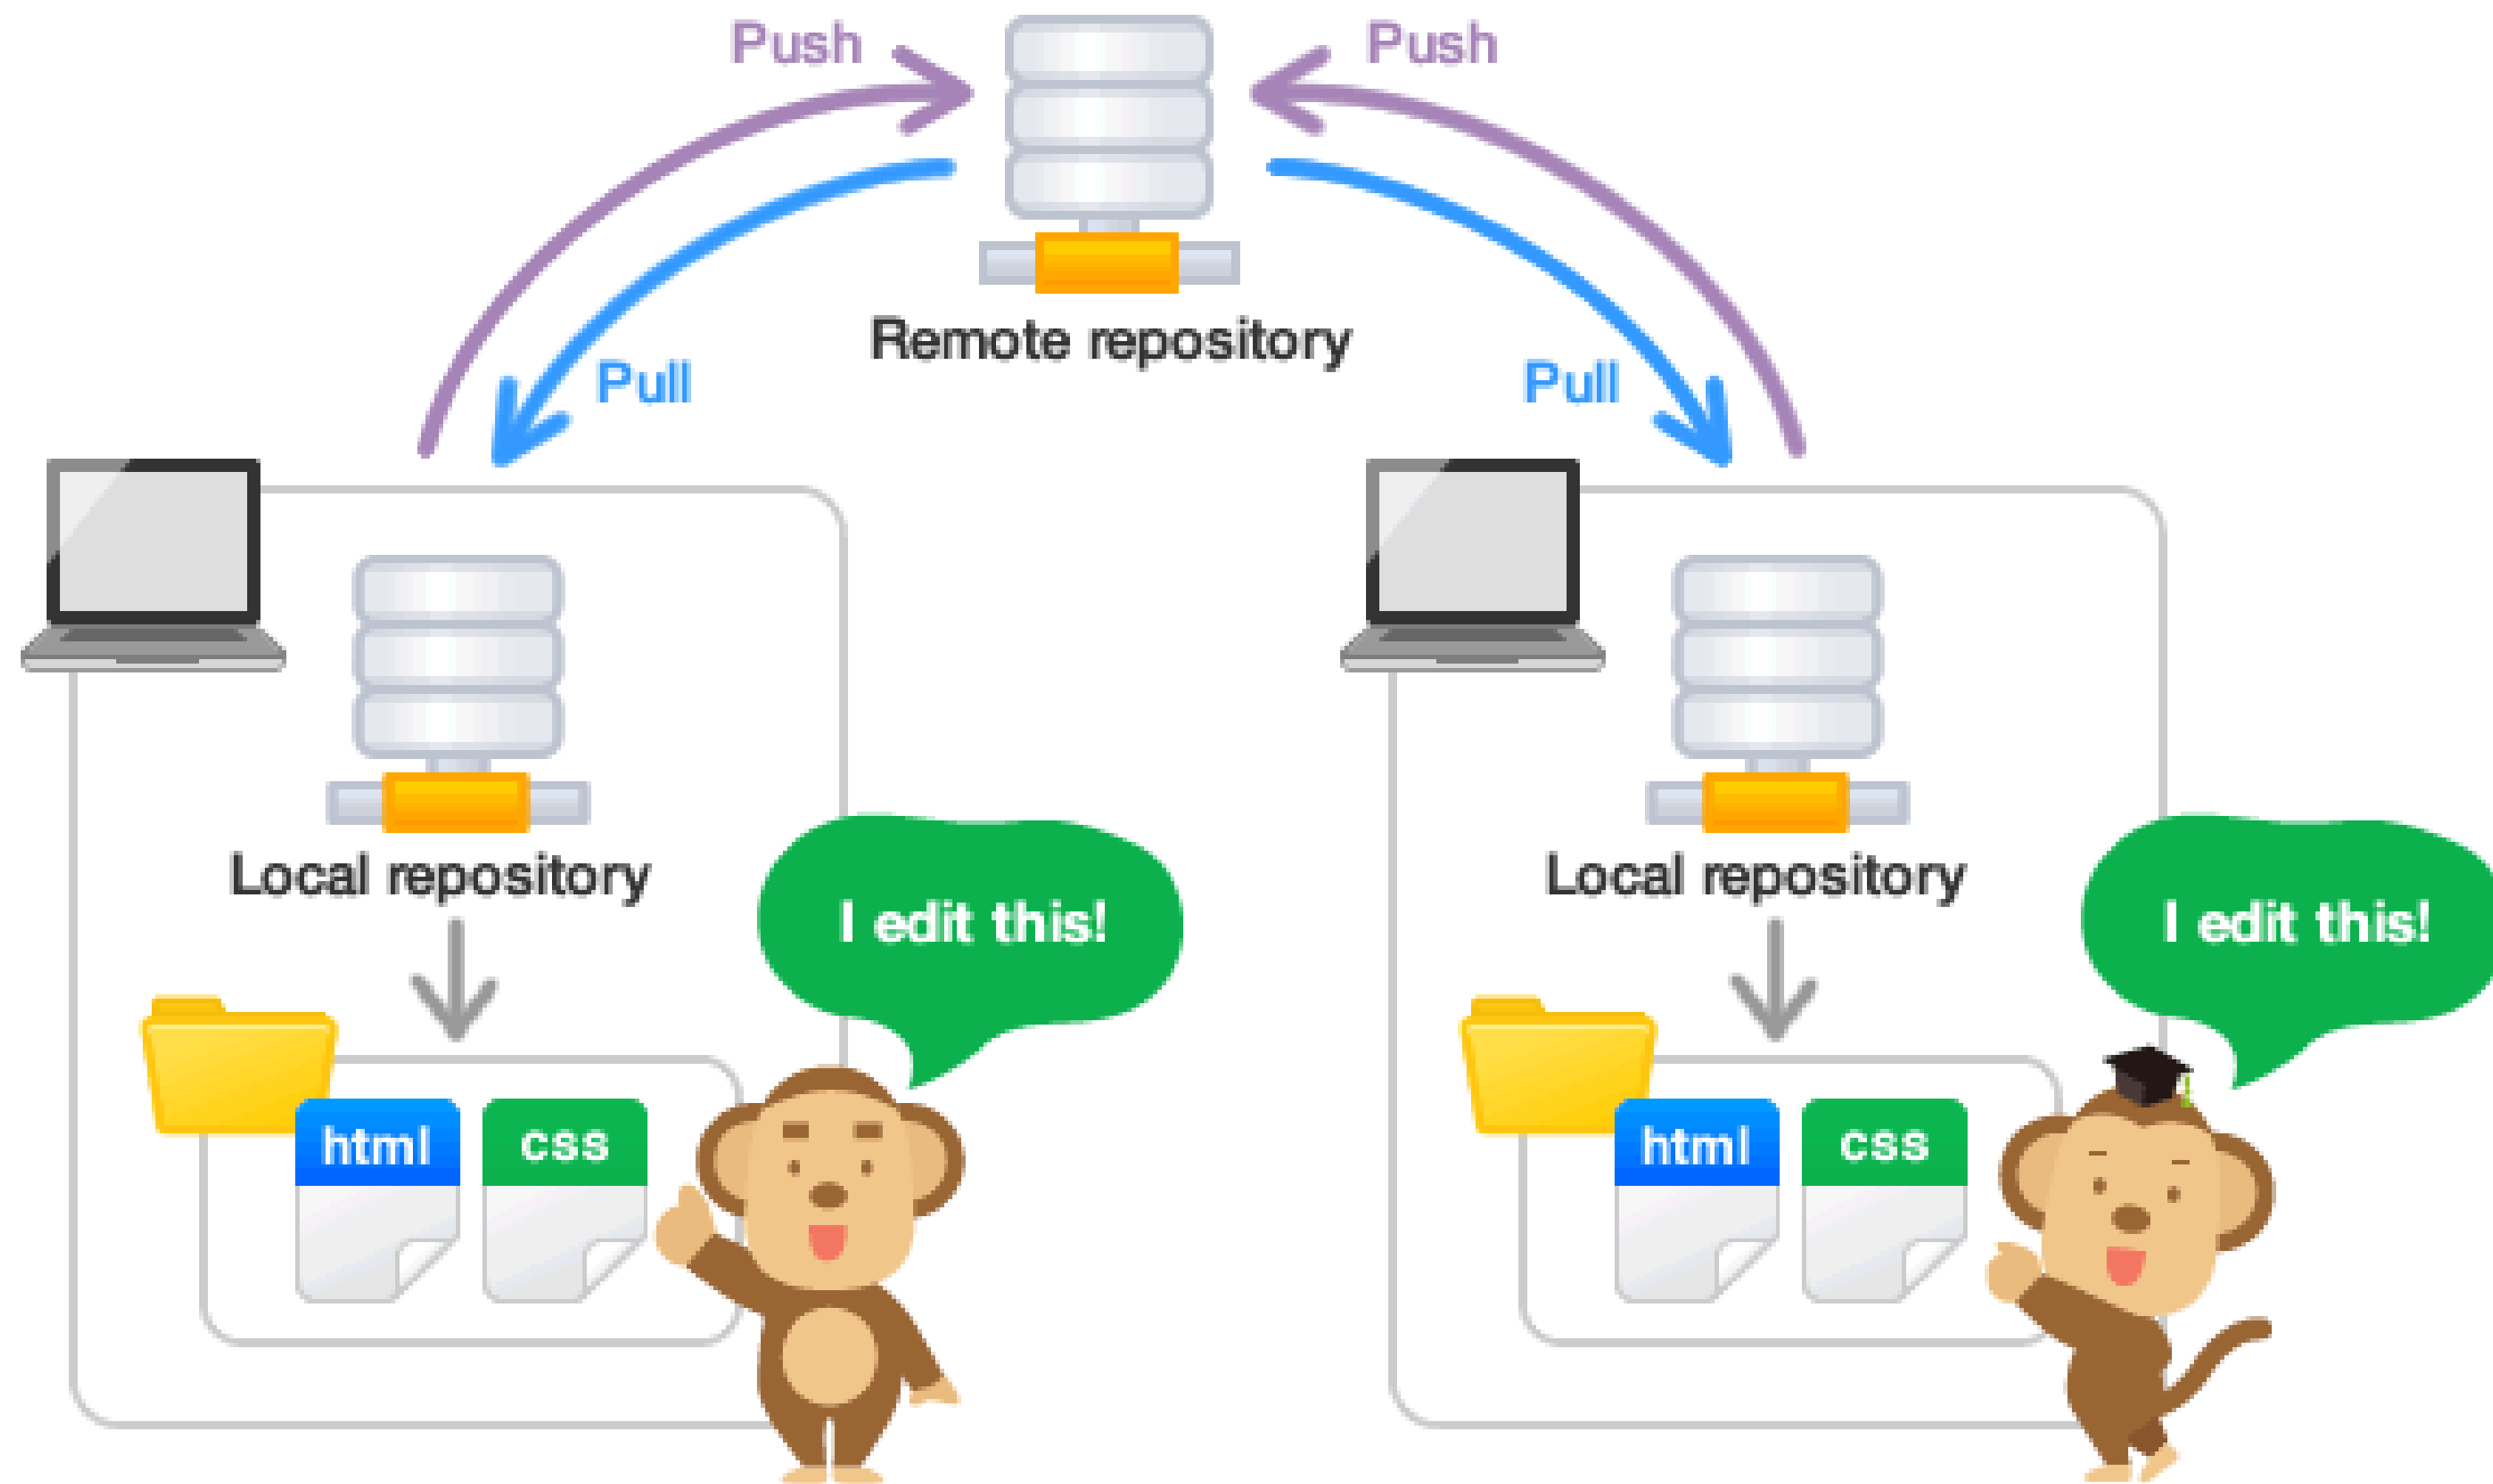 Push
Push
Remote repository
Pull
Pull
Local repository
Local repository
I edit this!
I edit this!
html
css
html
css